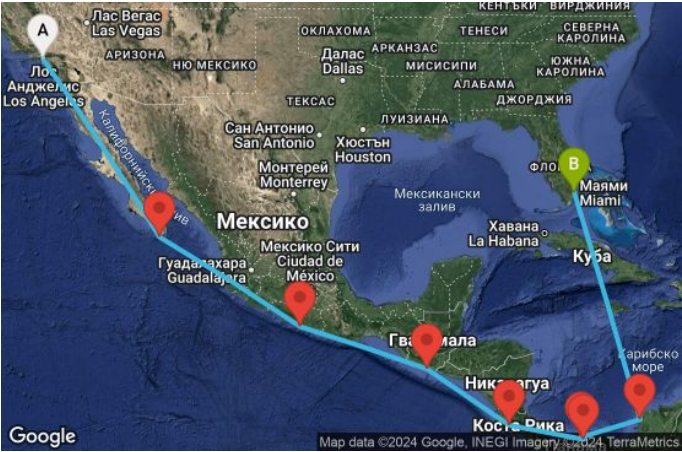 КЕНТЪКИ
ВИРДЖИНИЯ
A
Лас Вегас
Las Vegas
ОКЛАХОМА
ТЕНЕСИ
СЕВЕРНА
КАРОЛИНА
АРИЗОНА
НЮ МЕКСИКО
Далас
Dallas
АРКАНЗАС
МИСИСИПИ
ЮЖНА
КАРОЛИНА
Лос
Анджелис
Los Angeles
АЛАБАМА
ТЕКСАС
ДЖОРДЖИЯ
ЛУИЗИАНА
Сан Антонио
San Antonio
Хюстън
Houston
Монтерей
Monterrey
B
Маями
Miami
Мексикански
залив
Мексико
Хавана
La Habana
Куба
Мексико Сити
Ciudad de
México
Гуадалахара
Guadalajara
Карибско
море
Никарагуа
Коста Рика
Google
Map data ©2024 Google, INEGI Imagery ©2024 TerraMetrics